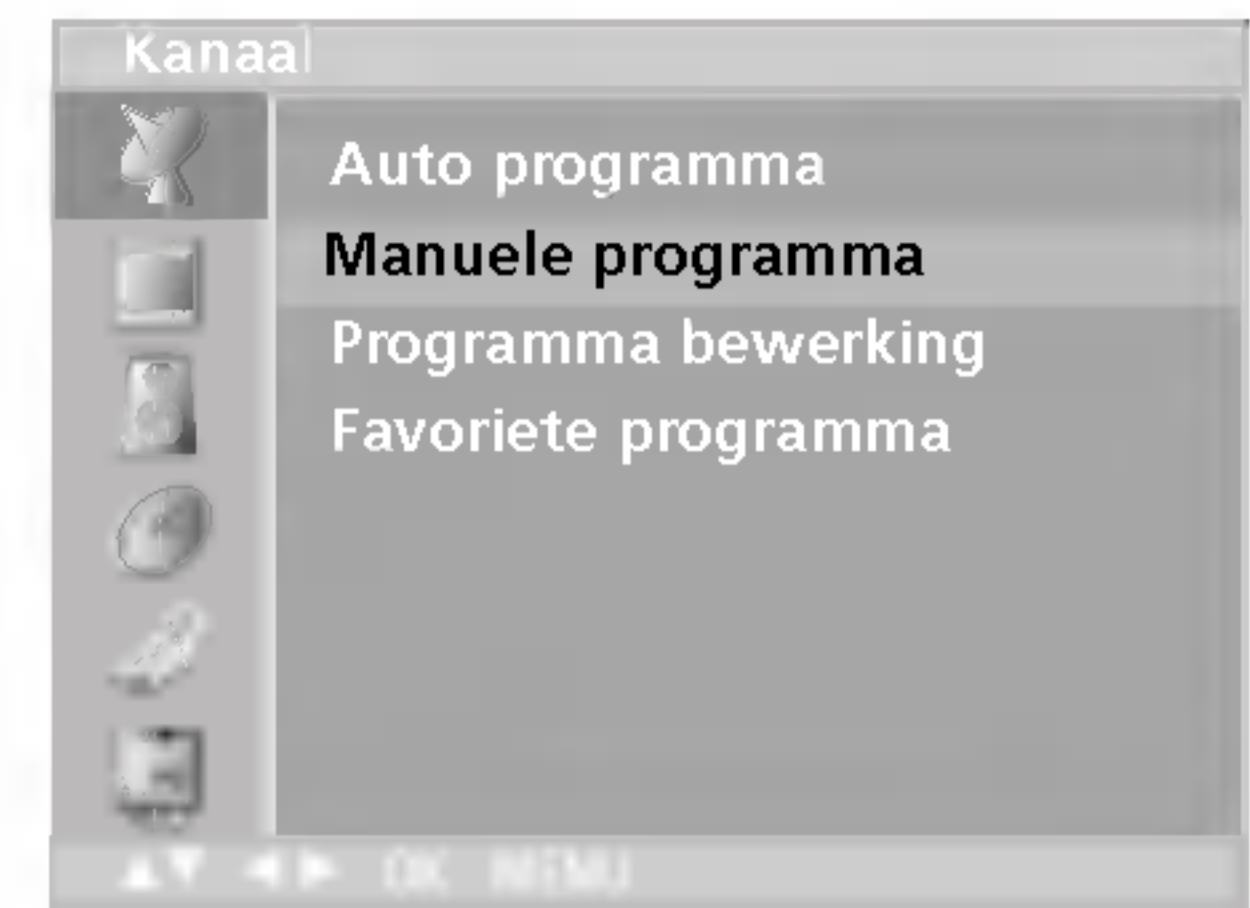 Kanaal
Auto programma
Manuele programma
Programma bewerking
Favoriete programma
▲▼ ◀▶ OK MENU